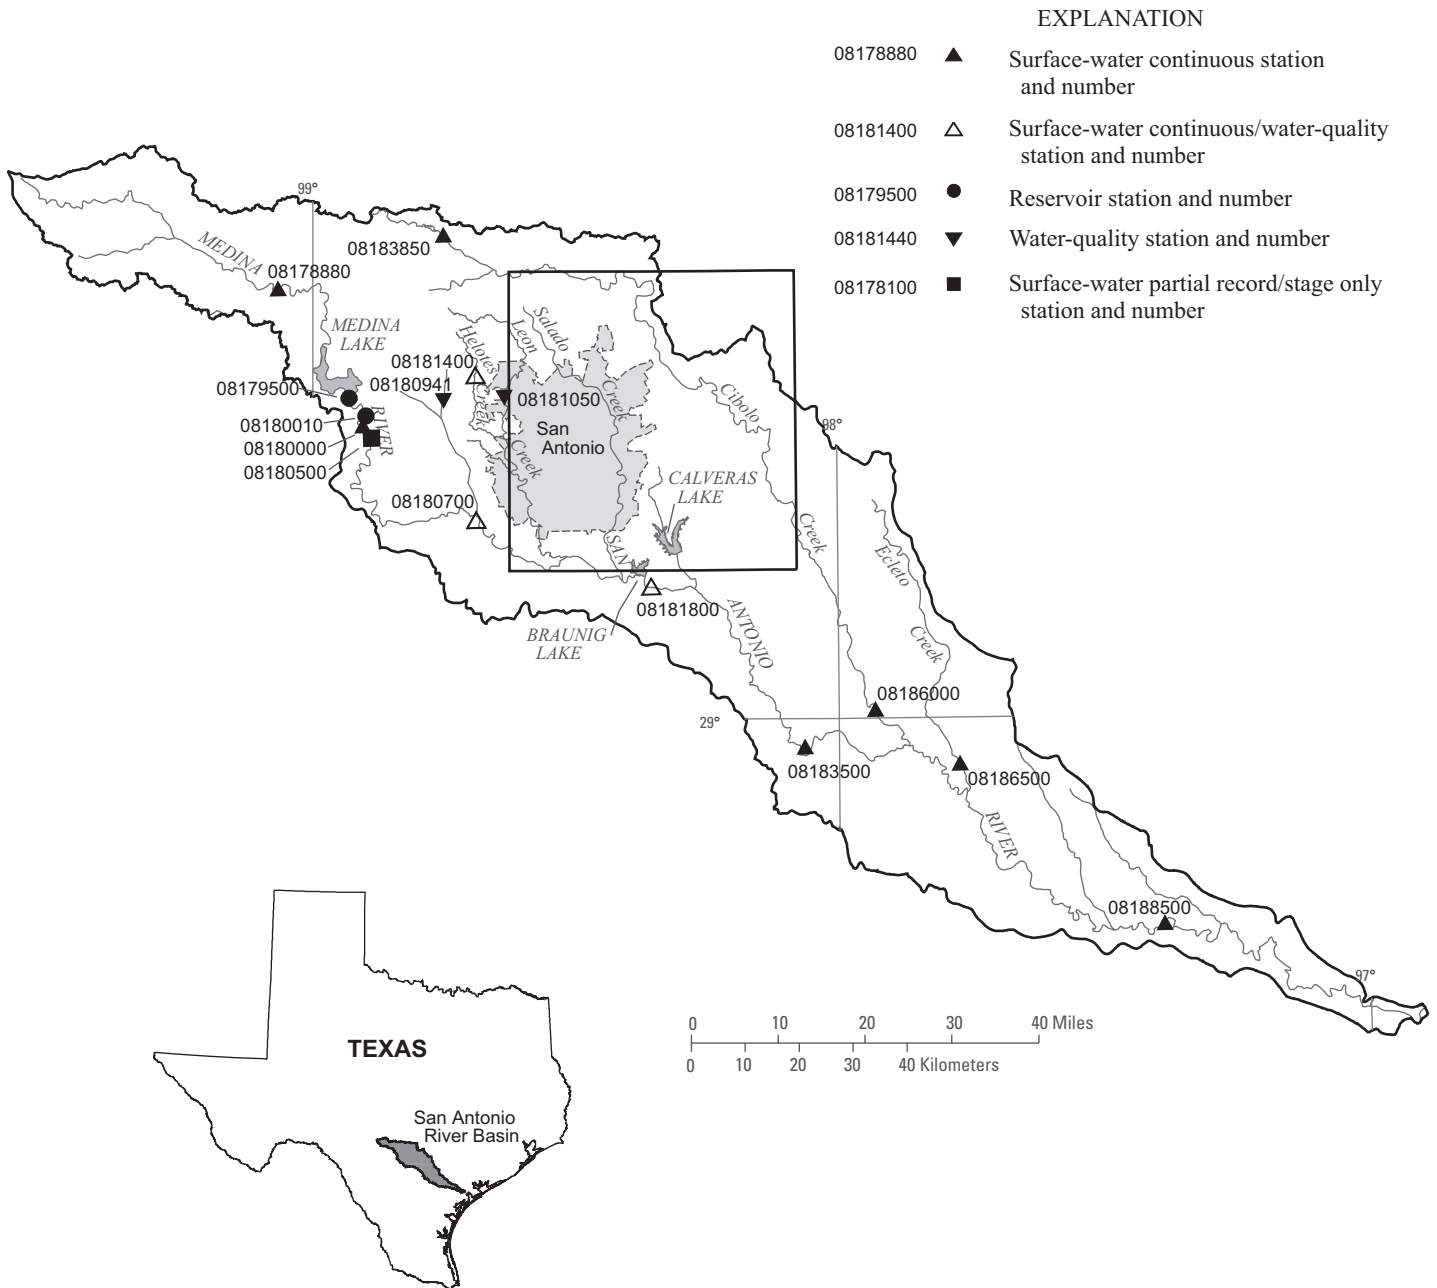 EXPLANATION
08178880
Surface-water continuous station
and number
08181400
Surface-water continuous/water-quality
station and number
08179500
Reservoir station and number
08181440
Water-quality station and number
08178100
Surface-water partial record/stage only
station and number
99°
08183850
MEDINA
08178880
MEDINA
LAKE
Helotes
Creek
Leon
Creek
Salado
Creek
08181400
08180941
08179500
08181050
RIVER
08180010
08180000
08180500
San
Antonio
Cibolo
Creek
98°
CALVERAS
LAKE
08180700
SAN
08181800
BRAUNIG
LAKE
ANTONIO
Ecleto
Creek
08186000
29°
08183500
08186500
RIVER
08188500
97°
0 10 20 30 40 Miles
0 10 20 30 40 Kilometers
TEXAS
San Antonio
River Basin